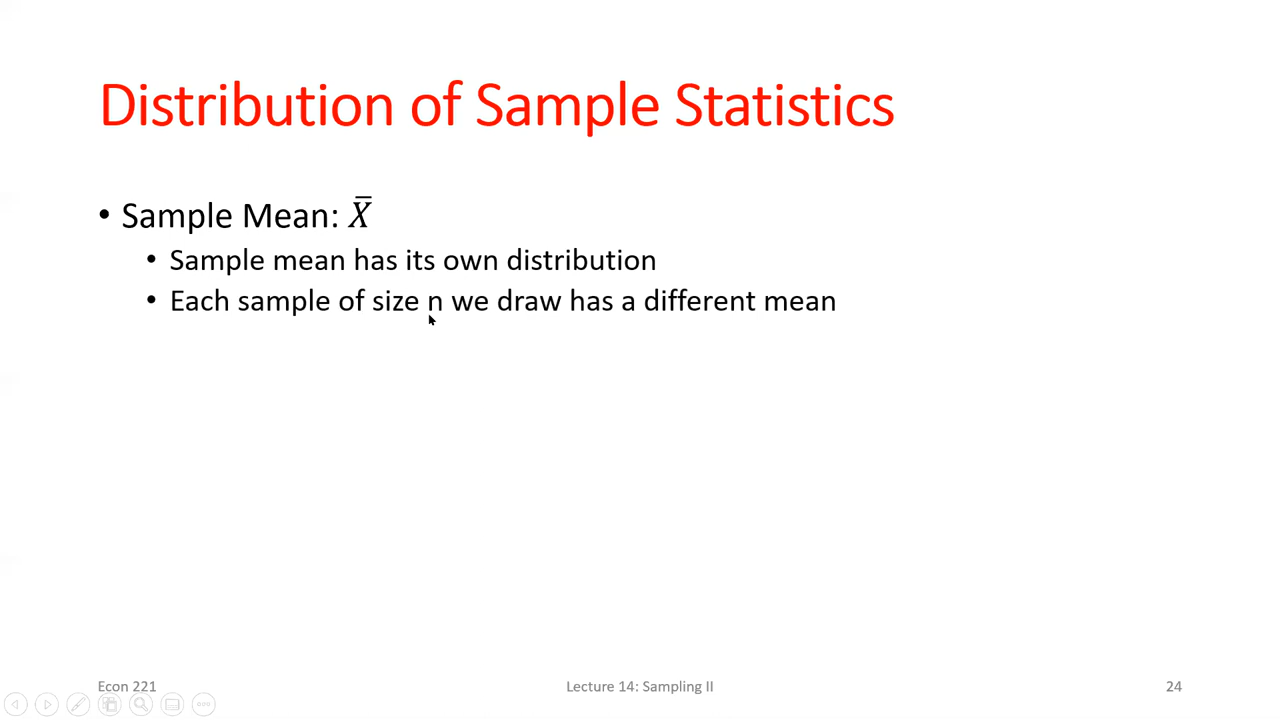 Distribution of Sample Statistics
• Sample Mean: X̄
• Sample mean has its own distribution
• Each sample of size n we draw has a different mean
Econ 221
Lecture 14: Sampling II
24